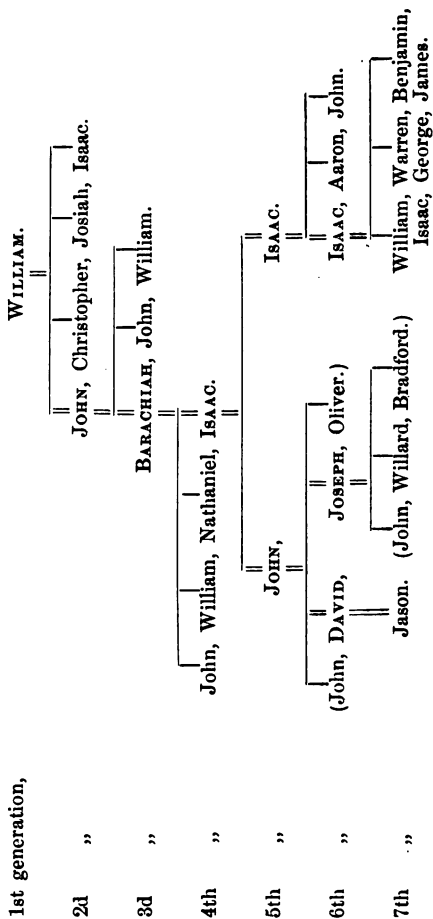 1st generation, WILLIAM.
2d „ JOHN, Christopher, Josiah, Isaac.
3d „ BARACHIAH, John, William.
4th „ John, William, Nathaniel, ISAAC.
5th „ JOHN, ISAAC.
6th „ (John, DAVID, JOSEPH, Oliver.) ISAAC, Aaron, John.
7th „ Jason. (John, Willard, Bradford.) William, Warren, Benjamin,
Isaac, George, James.